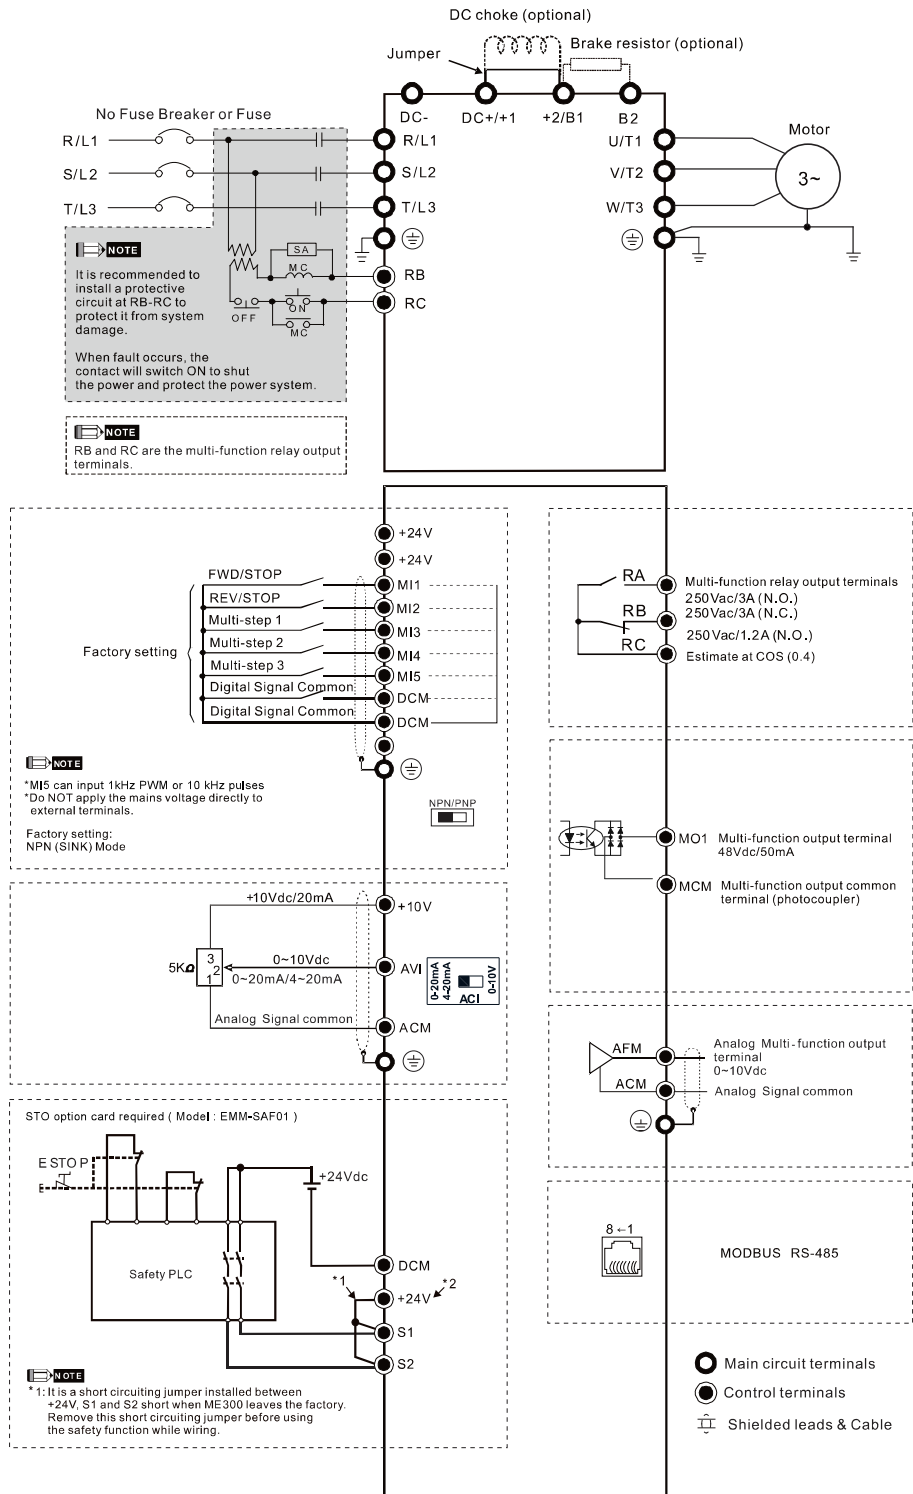 DC choke (optional)
Jumper
Brake resistor (optional)
No Fuse Breaker or Fuse
DC-
DC+/+1
+2/B1
B2
Motor
R/L1
R/L1
U/T1
S/L2
S/L2
V/T2
3~
T/L3
T/L3
W/T3
NOTE
It is recommended to
install a protective
circuit at RB-RC to
protect it from system
damage.
When fault occurs, the
contact will switch ON to shut
the power and protect the power system.
SA
MC
RB
OFF
ON
MC
RC
NOTE
RB and RC are the multi-function relay output
terminals.
+24V
+24V
FWD/STOP
MI1
REV/STOP
MI2
Multi-step 1
MI3
Factory setting
Multi-step 2
MI4
Multi-step 3
MI5
Digital Signal Common
DCM
Digital Signal Common
DCM
NOTE
*MI5 can input 1kHz PWM or 10 kHz pulses
*Do NOT apply the mains voltage directly to
external terminals.
Factory setting:
NPN (SINK) Mode
NPN/PNP
RA
Multi-function relay output terminals
250Vac/3A (N.O.)
RB
250Vac/3A (N.C.)
250Vac/1.2A (N.O.)
RC
Estimate at COS (0.4)
MO1
Multi-function output terminal
48Vdc/50mA
MCM
Multi-function output common
terminal (photocoupler)
+10Vdc/20mA
+10V
5KΩ
3
2
1
0~10Vdc
0~20mA/4~20mA
AVI
0-20mA
4-20mA
ACI
0-10V
Analog Signal common
ACM
AFM
Analog Multi-function output
terminal
0~10Vdc
ACM
Analog Signal common
STO option card required ( Model : EMM-SAF01 )
E STOP
+24Vdc
Safety PLC
DCM
*1
+24V
*2
S1
S2
NOTE
*1: It is a short circuiting jumper installed between
+24V, S1 and S2 short when ME300 leaves the factory.
Remove this short circuiting jumper before using
the safety function while wiring.
8←1
MODBUS RS-485
Main circuit terminals
Control terminals
Shielded leads & Cable